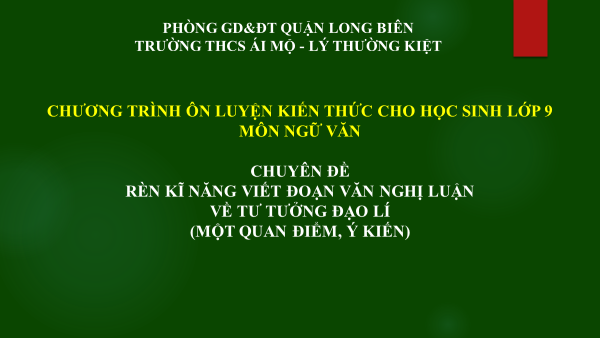 PHÒNG GD&ĐT QUẬN LONG BIÊN
TRƯỜNG THCS ÁI MỘ - LÝ THƯỜNG KIỆT
CHƯƠNG TRÌNH ÔN LUYỆN KIẾN THỨC CHO HỌC SINH LỚP 9
MÔN NGỮ VĂN
CHUYÊN ĐỀ
RÈN KĨ NĂNG VIẾT ĐOẠN VĂN NGHỊ LUẬN
VỀ TƯ TƯỞNG ĐẠO LÍ
(MỘT QUAN ĐIỂM, Ý KIẾN)